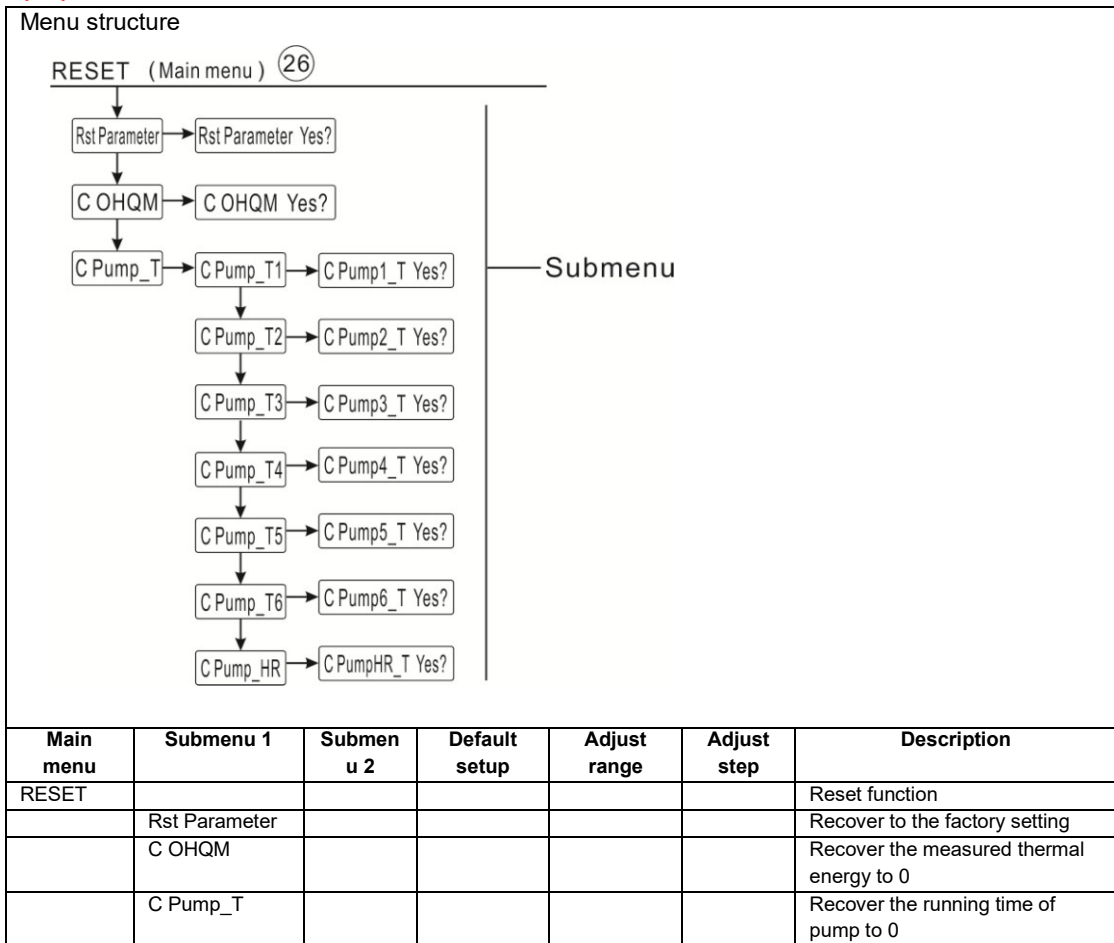 Menu structure
RESET (Main menu) 26
Rst Parameter Rst Parameter Yes?
C OHQM C OHQM Yes?
C Pump_T C Pump_T1 C Pump1_T Yes? Submenu
C Pump_T2 C Pump2_T Yes?
C Pump_T3 C Pump3_T Yes?
C Pump_T4 C Pump4_T Yes?
C Pump_T5 C Pump5_T Yes?
C Pump_T6 C Pump6_T Yes?
C Pump_HR C PumpHR_T Yes?
Main menu Submenu 1 Submen u 2 Default setup Adjust range Adjust step Description
RESET Reset function
Rst Parameter Recover to the factory setting
C OHQM Recover the measured thermal
energy to 0
C Pump_T Recover the running time of
pump to 0